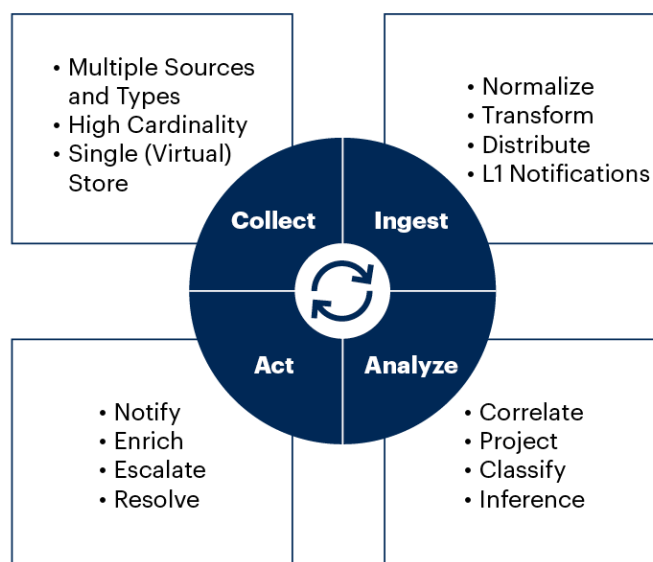 • Multiple Sources
and Types
• High Cardinality
• Single (Virtual)
Store
• Normalize
• Transform
• Distribute
• L1 Notifications
Collect
Ingest
Act
Analyze
• Notify
• Enrich
• Escalate
• Resolve
• Correlate
• Project
• Classify
• Inference